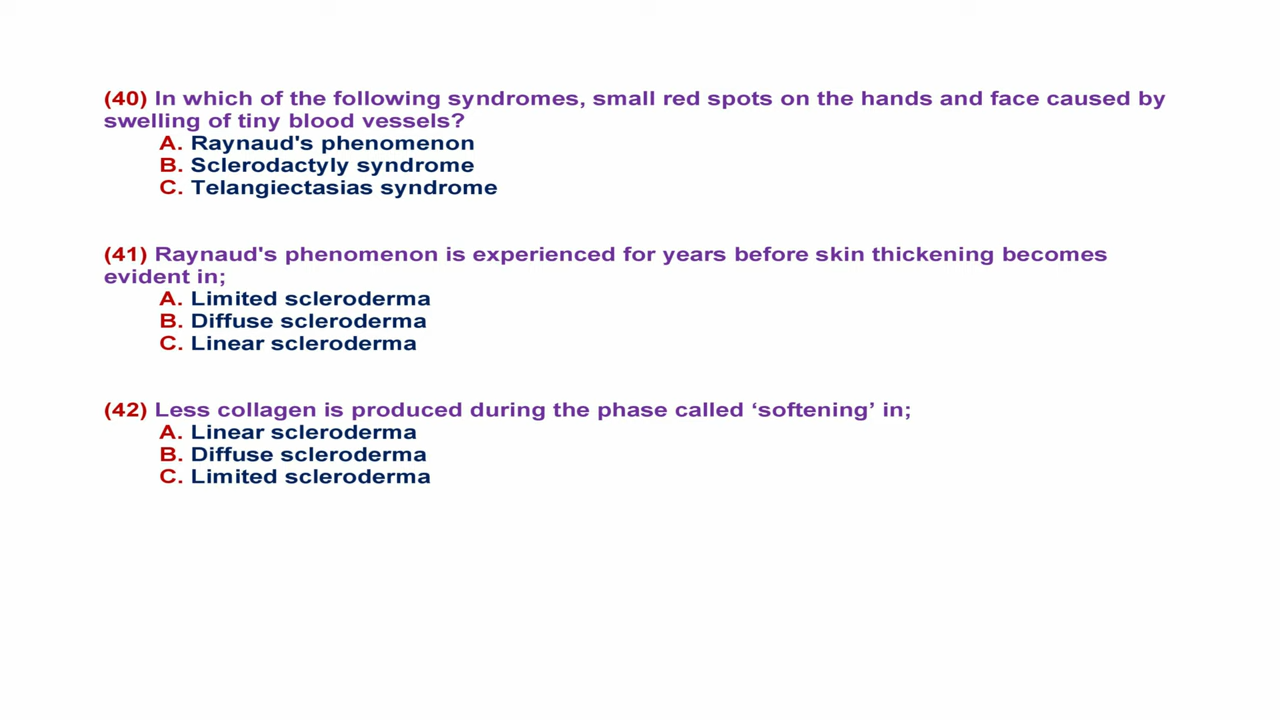 (40) In which of the following syndromes, small red spots on the hands and face caused by
swelling of tiny blood vessels?
A. Raynaud's phenomenon
B. Sclerodactyly syndrome
C. Telangiectasias syndrome
(41) Raynaud's phenomenon is experienced for years before skin thickening becomes
evident in;
A. Limited scleroderma
B. Diffuse scleroderma
C. Linear scleroderma
(42) Less collagen is produced during the phase called ‘softening’ in;
A. Linear scleroderma
B. Diffuse scleroderma
C. Limited scleroderma